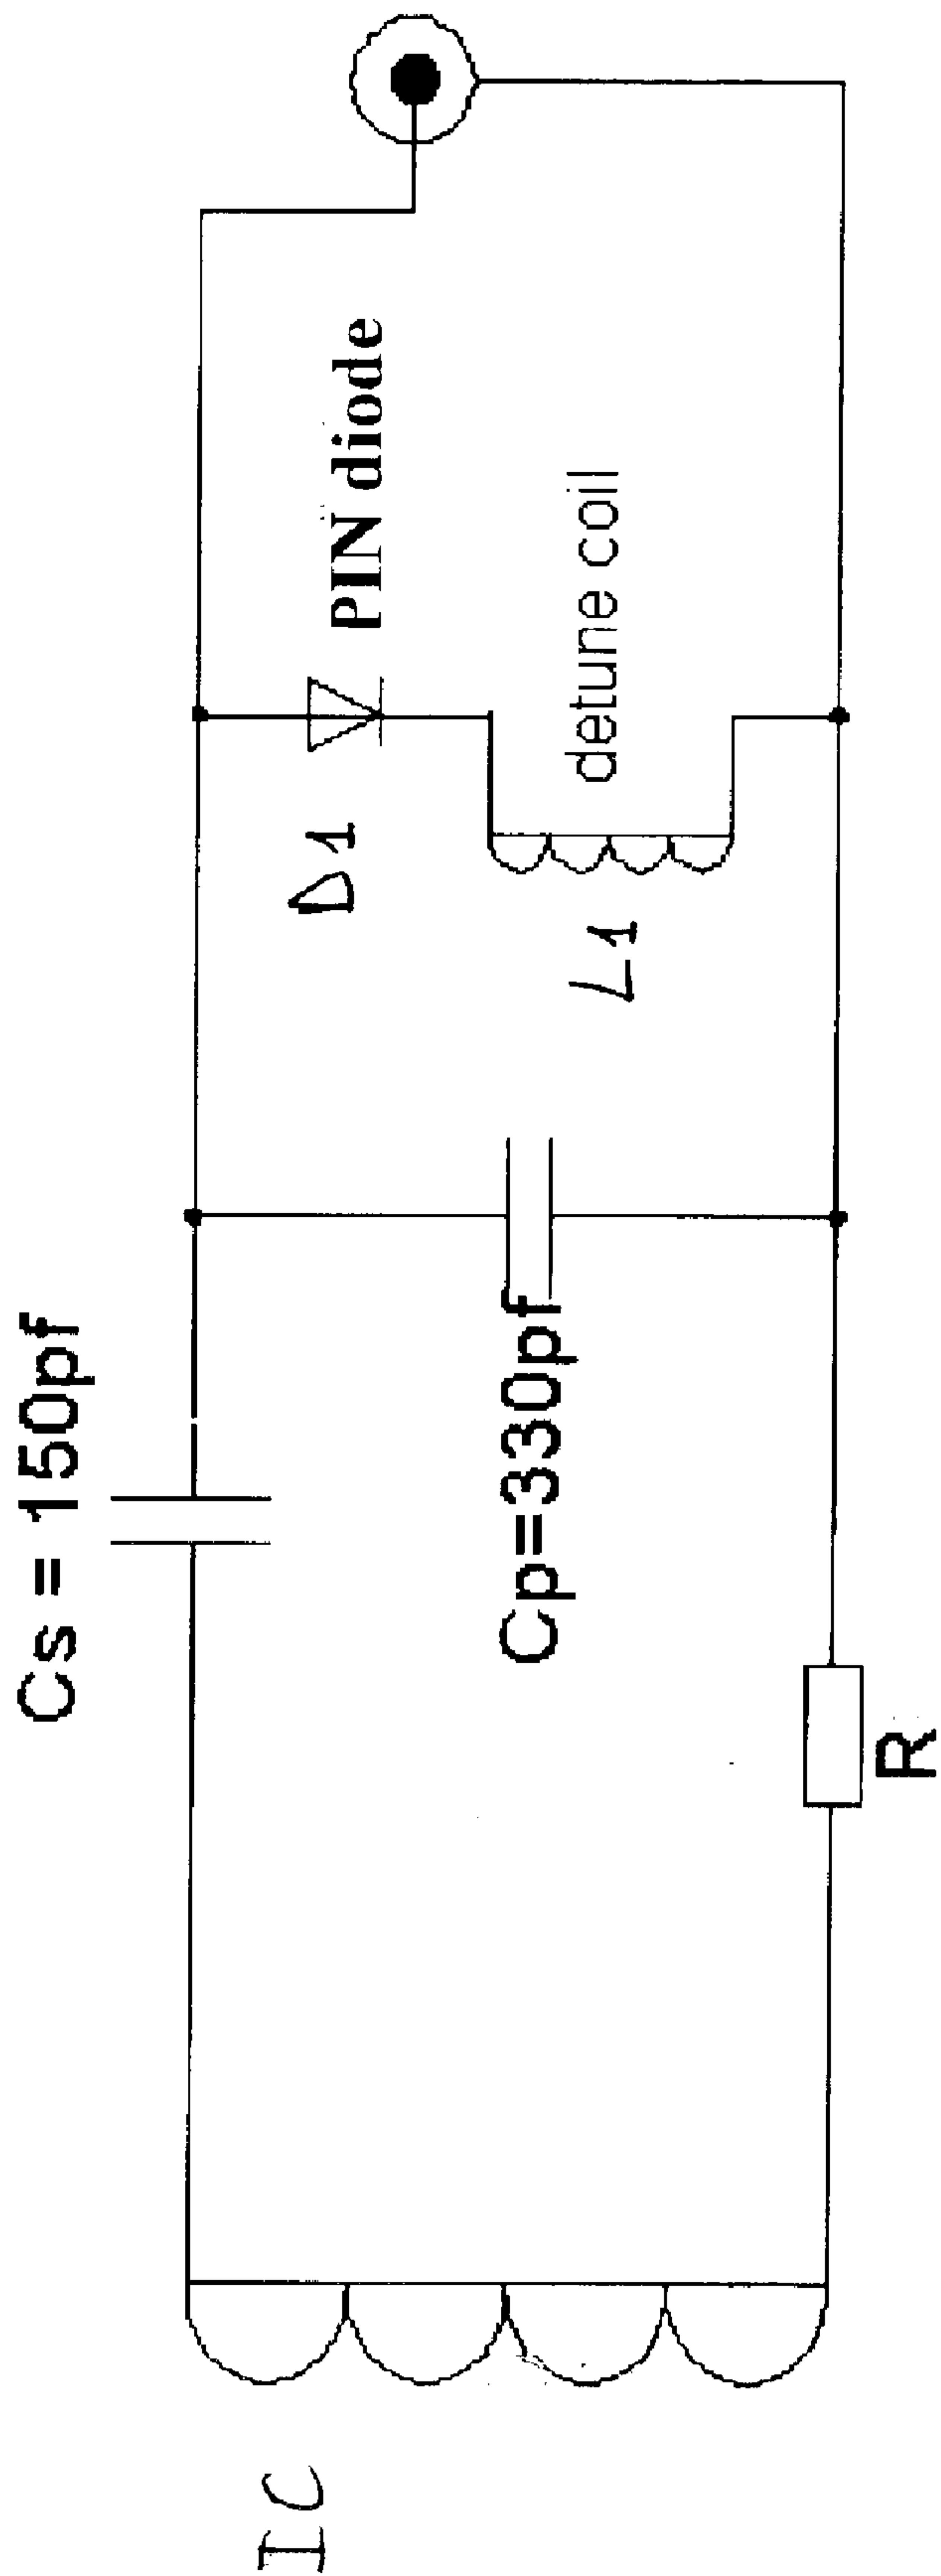 Cs = 150pf
IC
Cp=330pf
D1
PIN diode
L1
detune coil
R